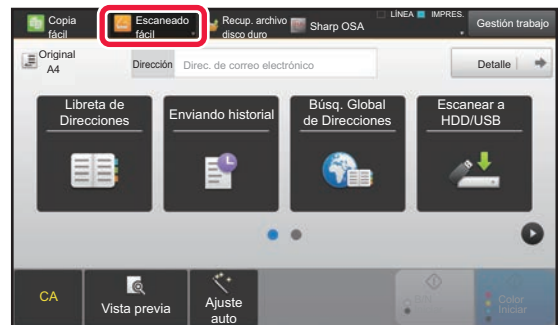 Copia
fácil
Escaneado
fácil
Recup. archivo
disco duro
Sharp OSA
LÍNEA
IMPRES.
Gestión trabajo
Original
A4
Dirección
Direc. de correo electrónico
Detalle
Libreta de
Direcciones
Enviando historial
Búsq. Global
de Direcciones
Escanear a
HDD/USB
CA
Vista previa
Ajuste
auto
Color
Iniciar